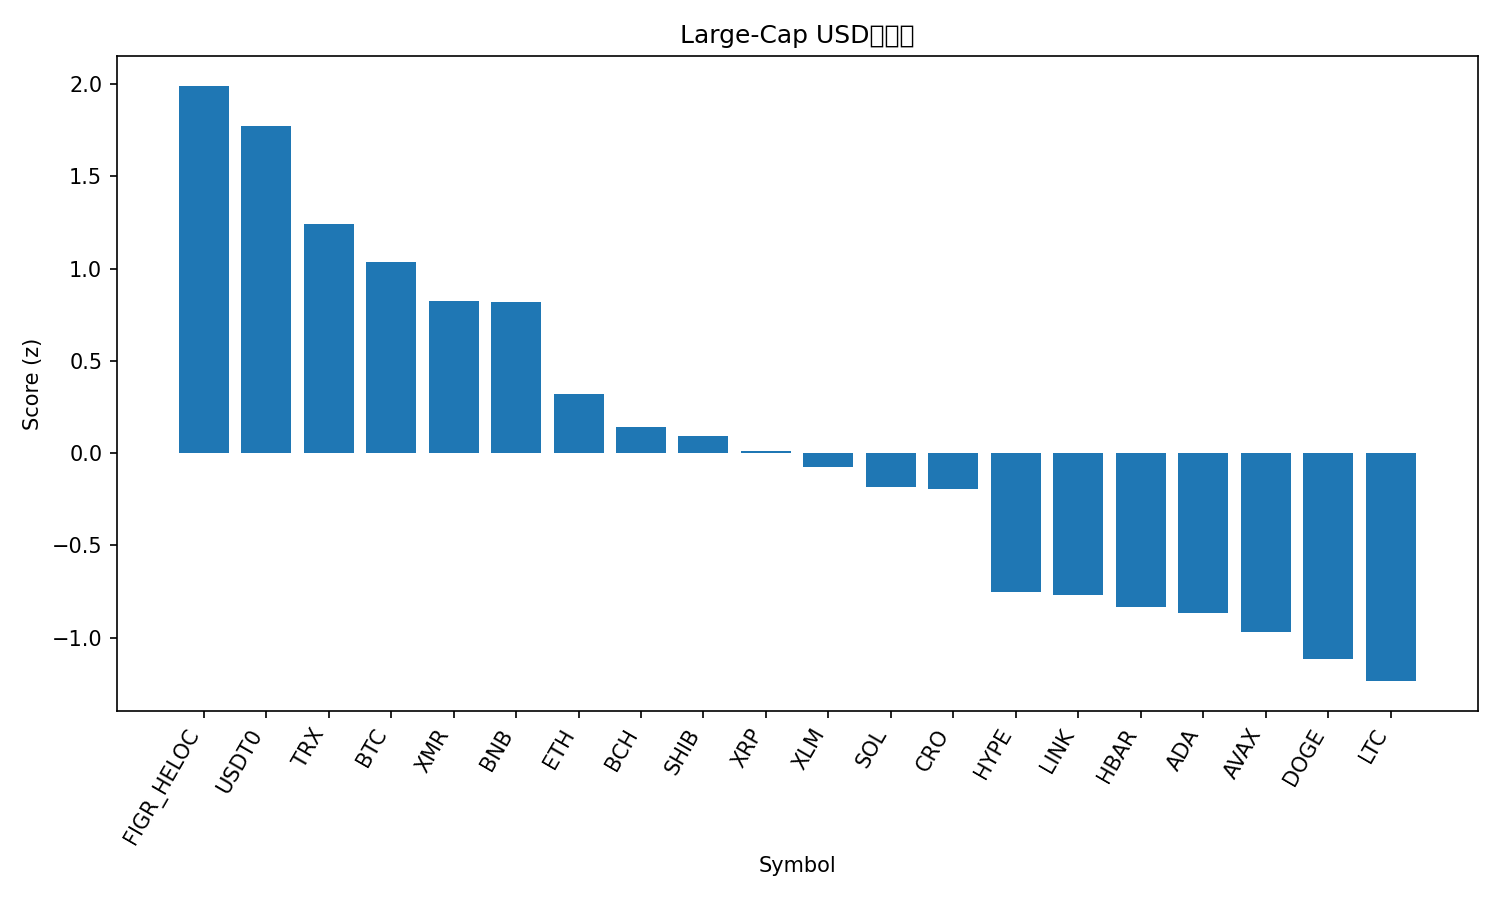 Large-Cap USD
2.0
1.5
1.0
0.5
0.0
−0.5
−1.0
Score (z)
FIGR_HELOC
USDT0
TRX
BTC
XMR
BNB
ETH
BCH
SHIB
XRP
XLM
SOL
CRO
HYPE
LINK
HBAR
ADA
AVAX
DOGE
LTC
Symbol